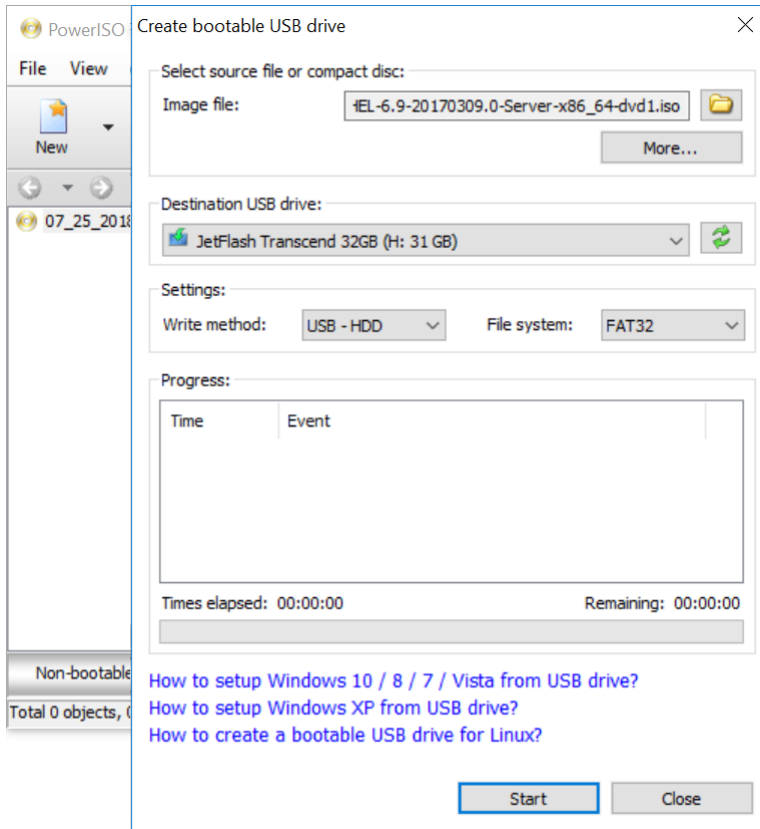 PowerISO
Create bootable USB drive
File View
New
07_25_2018
Non-bootable
Total 0 objects,
Select source file or compact disc:
Image file: HEL-6.9-20170309.0-Server-x86_64-dvd1.iso
More...
Destination USB drive:
JetFlash Transcend 32GB (H: 31 GB)
Settings:
Write method: USB - HDD File system: FAT32
Progress:
Time Event
Times elapsed: 00:00:00 Remaining: 00:00:00
How to setup Windows 10 / 8 / 7 / Vista from USB drive?
How to setup Windows XP from USB drive?
How to create a bootable USB drive for Linux?
Start Close